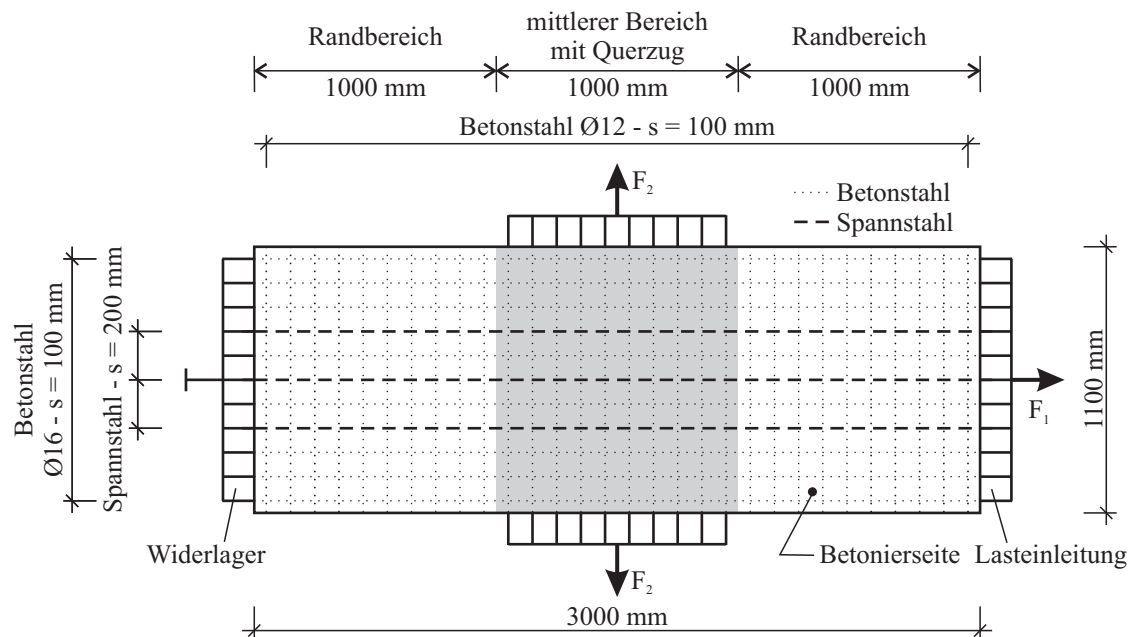 Randbereich
mittlerer Bereich
mit Querzug
Randbereich
1000 mm
1000 mm
1000 mm
Betonstahl Ø12 - s = 100 mm
F2
Betonstahl
Spannstahl
Betonstahl
Ø16 - s = 100 mm
Spannstahl - s = 200 mm
F1
1100 mm
Widerlager
F2
Betonierseite
Lasteinleitung
3000 mm